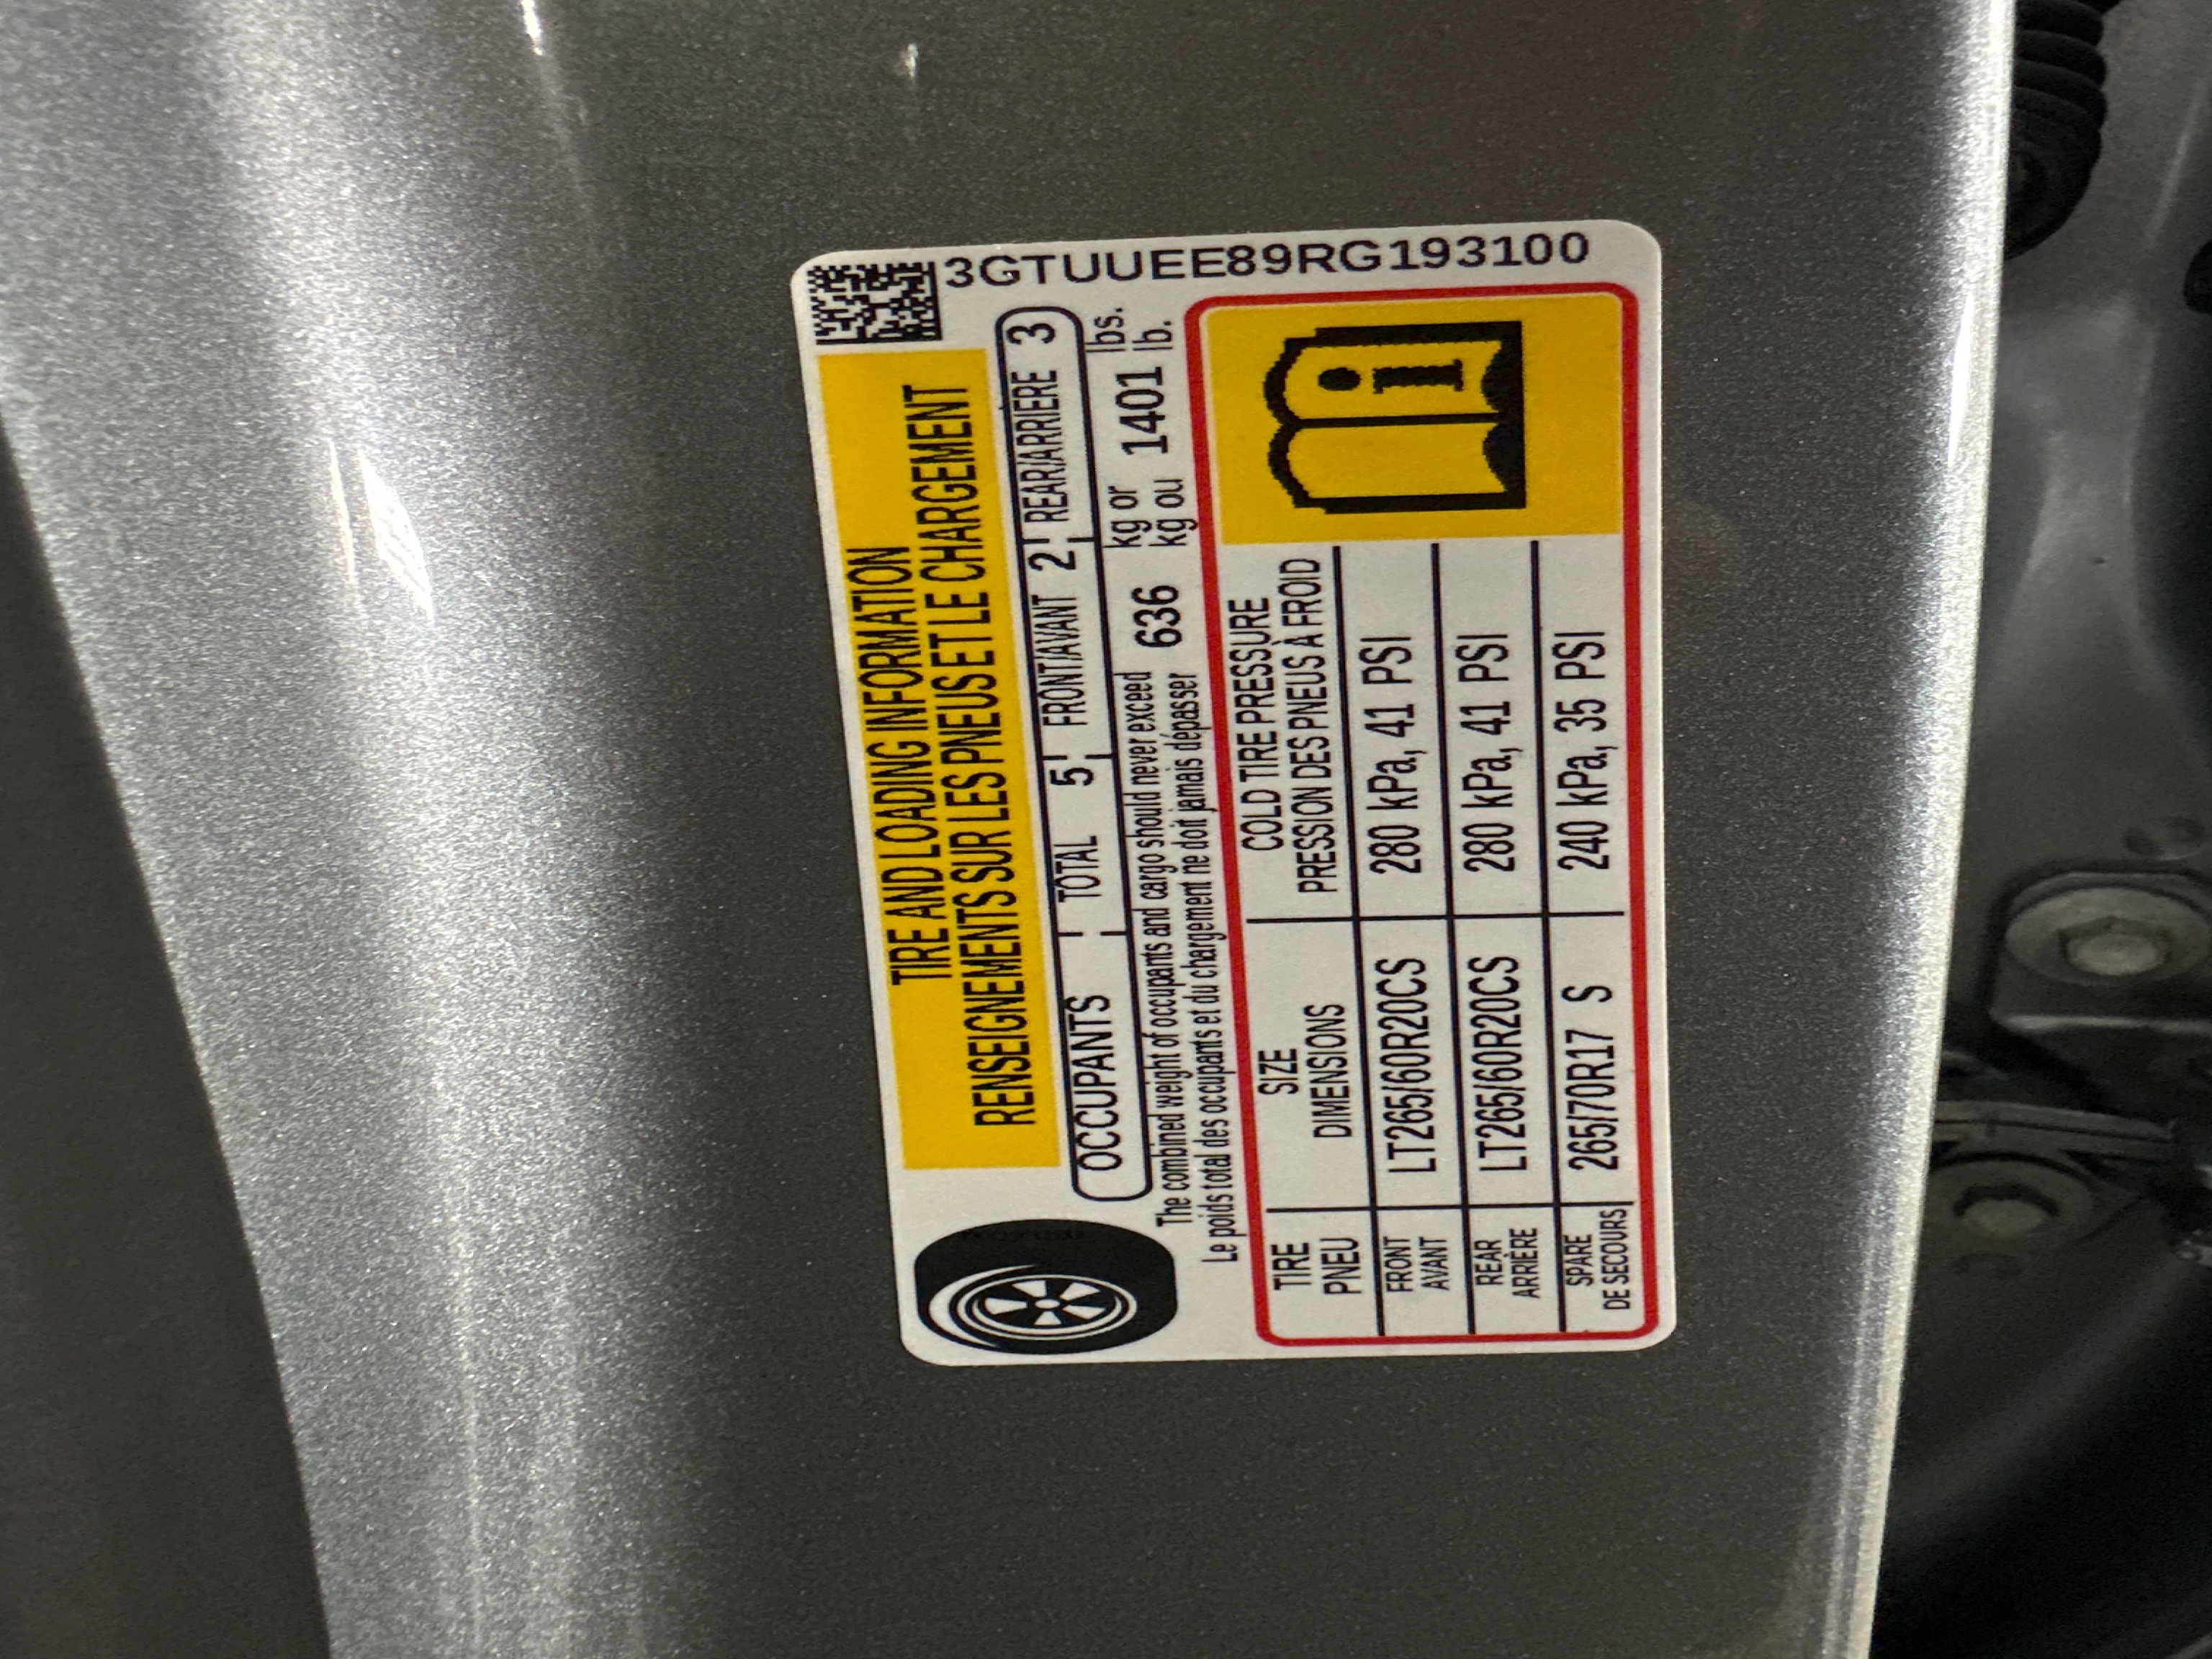 TIRE AND LOADING INFORMATION
RENSEIGNEMENTS SUR LES PNEUS ET LE CHARGEMENT
3GTUUEE89RG193100
OCCUPANTS TOTAL 5 FRONT/AVANT 2 REAR/ARRIERE 3
The combined weight of occupants and cargo should never exceed 636 kg or 1401 lbs.
Le poids total des occupants et du chargement ne doit jamais dépasser kg ou lb.
TIRE SIZE COLD TIRE PRESSURE
PNEU DIMENSIONS PRESSION DES PNEUS À FROID
FRONT AVANT LT265/60R20CS 280 kPa, 41 PSI
REAR ARRIÈRE LT265/60R20CS 280 kPa, 41 PSI
SPARE DE SECOURS 265/70R17 S 240 kPa, 35 PSI
i